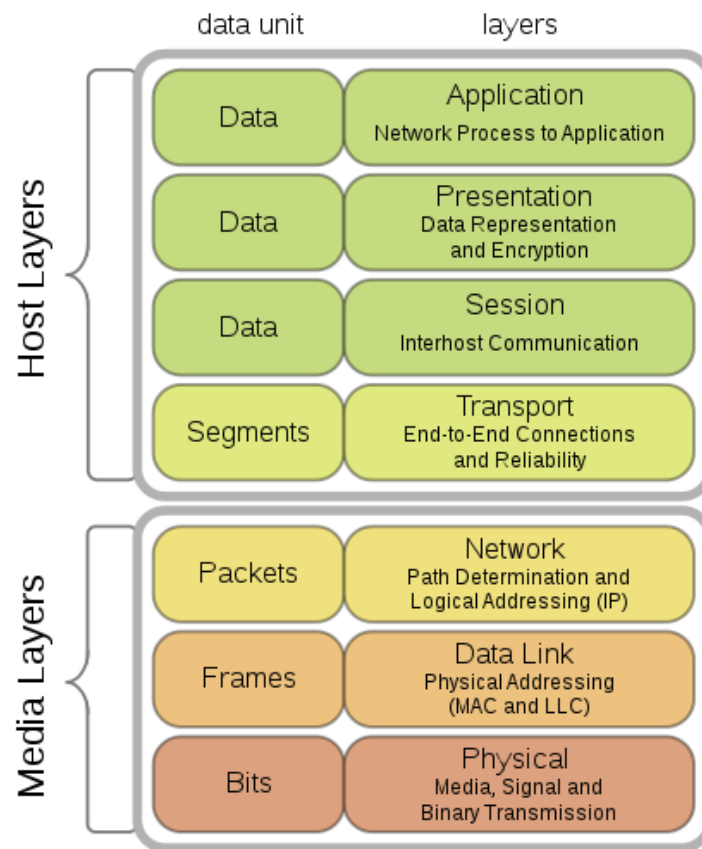 data unit
layers
Host Layers
Data
Application
Network Process to Application
Data
Presentation
Data Representation
and Encryption
Data
Session
Interhost Communication
Segments
Transport
End-to-End Connections
and Reliability
Media Layers
Packets
Network
Path Determination and
Logical Addressing (IP)
Frames
Data Link
Physical Addressing
(MAC and LLC)
Bits
Physical
Media, Signal and
Binary Transmission